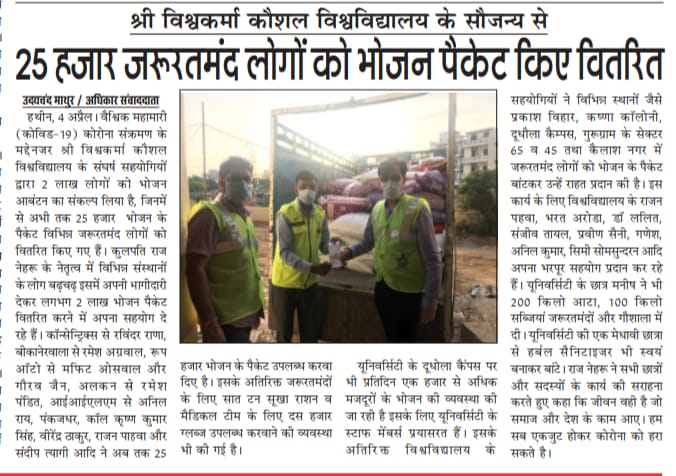 श्री विश्वकर्मा कौशल विश्वविद्यालय के सौजन्य से
25 हजार जरूरतमंद लोगों को भोजन पैकेट किए वितरित
उदयचंद माथुर / अधिकार संवाददाता
हथीन, 4 अप्रैल। वैश्विक महामारी
(कोविड-19) कोरोना संक्रमण के
मद्देनजर श्री विश्वकर्मा कौशल
विश्वविद्यालय के संघर्ष सहयोगियों
द्वारा 2 लाख लोगों को भोजन
आबंटन का संकल्प लिया है, जिनमें
से अभी तक 25 हजार भोजन के
पैकेट विभिन्न जरूरतमंद लोगों को
वितरित किए गए हैं। कुलपति राज
नेहरू के नेतृत्व में विभिन्न संस्थानों
के लोग बढ़चढ़ इसमें अपनी भागीदारी
देकर लगभग 2 लाख भोजन पैकेट
वितरित करने में अपना सहयोग दे
रहे हैं। कॉन्सेन्ट्रिक्स से रविंदर राणा,
बीकानेरवाला से रमेश अग्रवाल, रूप
ऑटो से मफिट ओसवाल और
गौरव जैन, अलकन से रमेश
पंडित, आईआईएलएम से अनिल
राय, पंकजधर, कॉल कृष्ण कुमार
सिंह, वीरेंद्र ठाकुर, राजन पाहवा और
संदीप त्यागी आदि ने अब तक 25
हजार भोजन के पैकेट उपलब्ध करवा
दिए है। इसके अतिरिक्त जरूरतमंदों
के लिए सात टन सूखा राशन व
मैडिकल टीम के लिए दस हजार
ग्लब्ज उपलब्ध करवाने की व्यवस्था
भी की गई है।
यूनिवर्सिटी के दूधोला कैंपस पर
भी प्रतिदिन एक हजार से अधिक
मजदूरों के भोजन की व्यवस्था की
जा रही है इसके लिए यूनिवर्सिटी के
स्टाफ मेंबर्स प्रयासरत हैं। इसके
अतिरिक्त विश्वविद्यालय के
सहयोगियों ने विभिन्न स्थानों जैसे
प्रकाश विहार, कृष्णा कॉलोनी,
दूधौला कैम्पस, गुरूग्राम के सेक्टर
65 व 45 तथा कैलाश नगर में
जरूरतमंद लोगों को भोजन के पैकेट
बांटकर उन्हें राहत प्रदान की है। इस
कार्य के लिए विश्वविद्यालय के राजन
पहवा, भरत अरोडा, डॉ ललित,
संजीव तायल, प्रवीण सैनी, गणेश,
अनिल कुमार, सिमी सोमसुन्दरन आदि
अपना भरपूर सहयोग प्रदान कर रहे
हैं। यूनिवर्सिटी के छात्र मनीष ने भी
200 किलो आटा, 100 किलो
सब्जियां जरूरतमंदों और गौशाला में
दी। यूनिवर्सिटी की एक मेधावी छात्रा
से हर्बल सैनिटाइजर भी स्वयं
बनाकर बांटे। राज नेहरू ने सभी छात्रों
और सदस्यों के कार्य की सराहना
करते हुए कहा कि जीवन वही है जो
समाज और देश के काम आए। हम
सब एकजुट होकर कोरोना को हरा
सकते है।